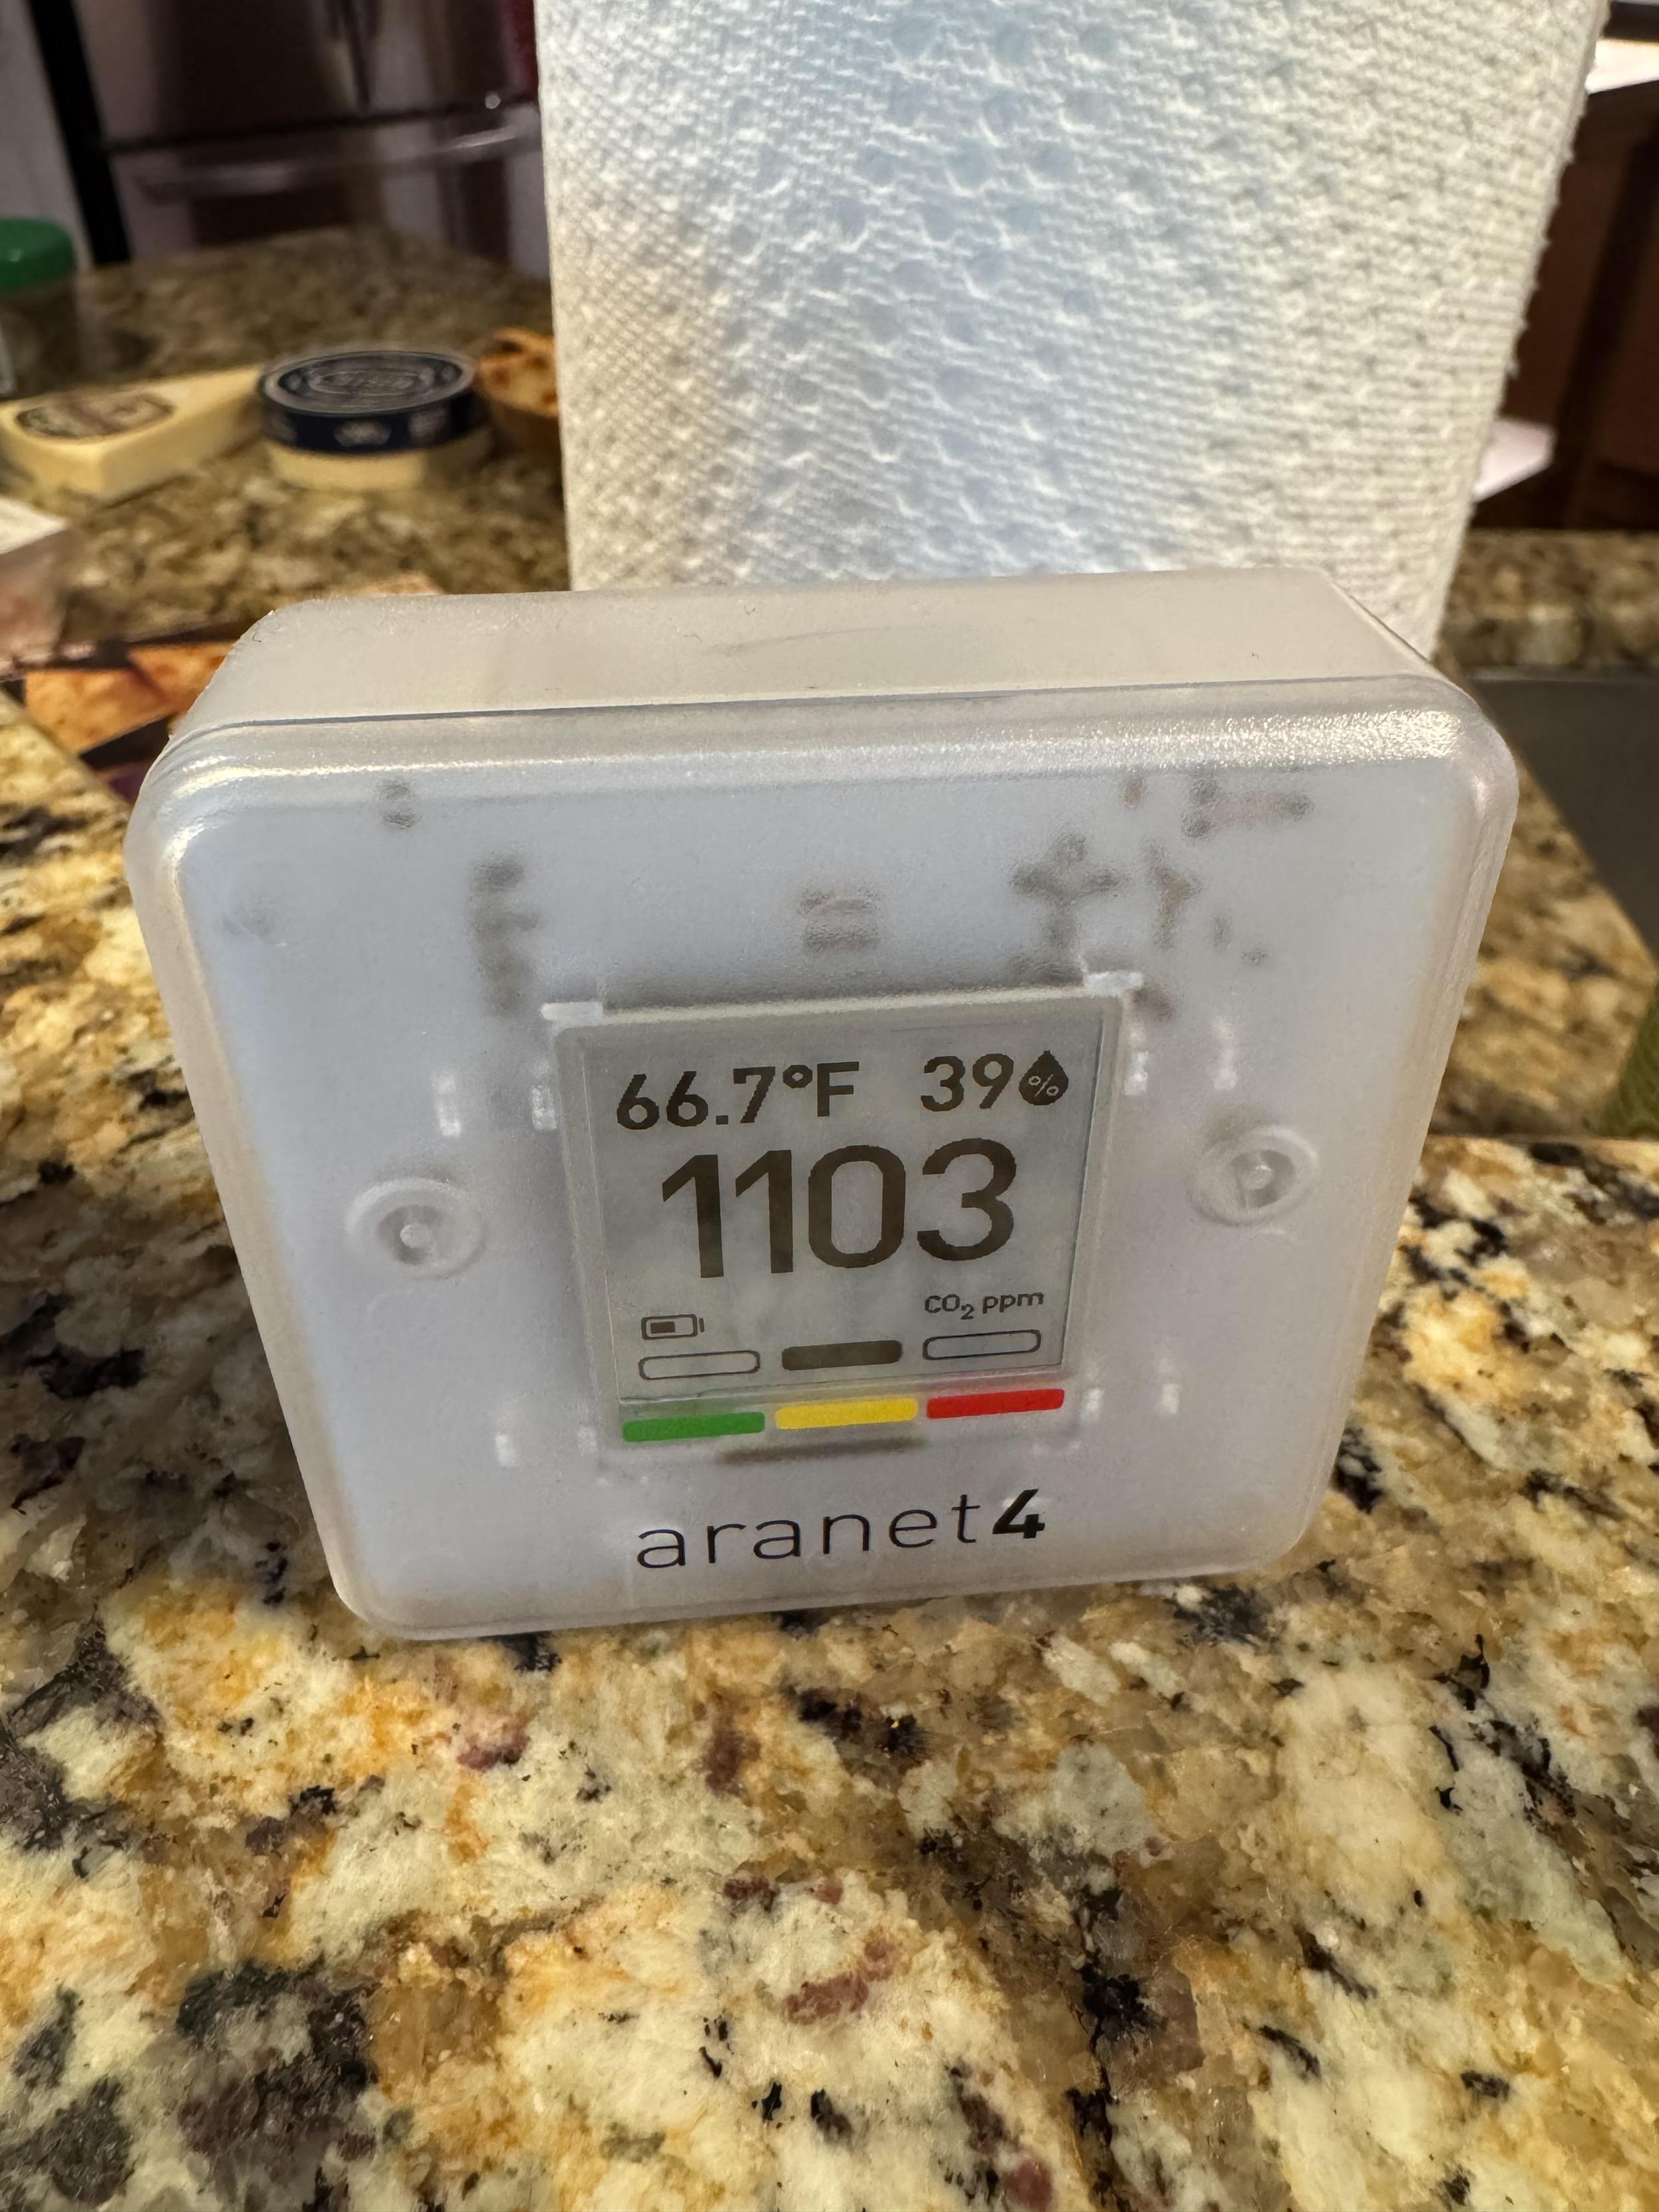 66.7°F 39%
1103
CO₂ ppm
aranet4